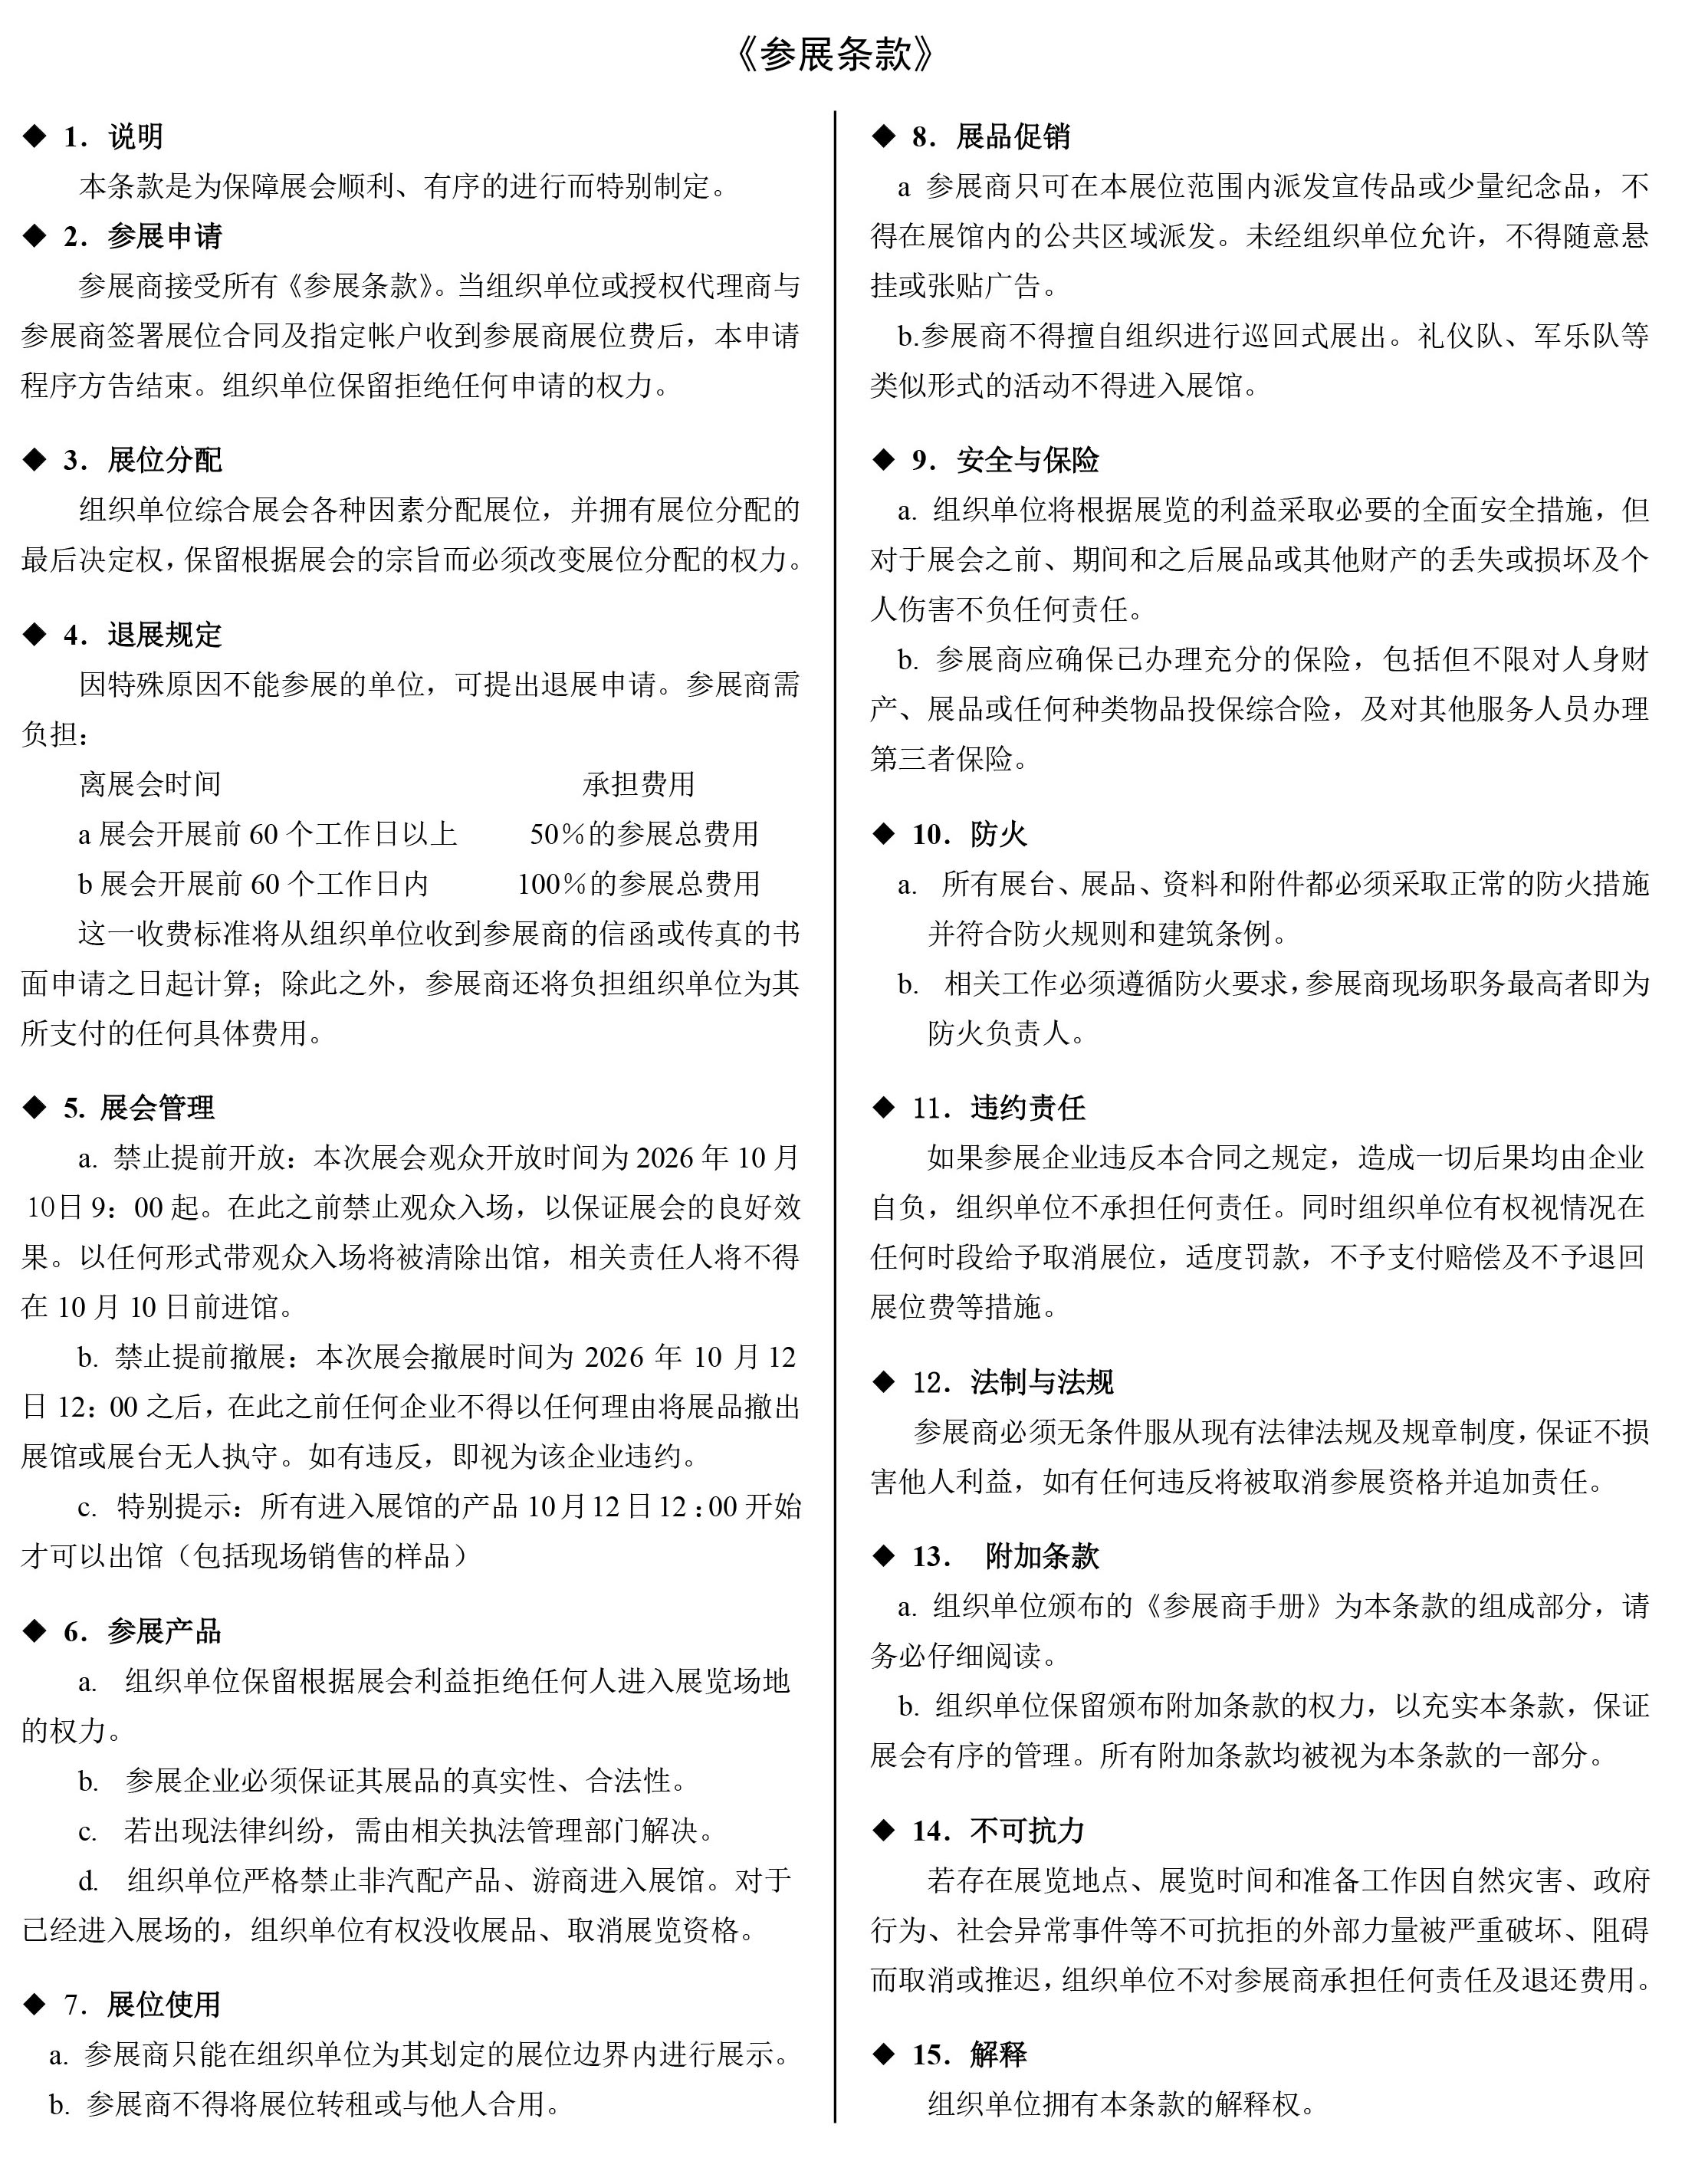 《参展条款》
◆ 1．说明
本条款是为保障展会顺利、有序的进行而特别制定。
◆ 2．参展申请
参展商接受所有《参展条款》。当组织单位或授权代理商与
参展商签署展位合同及指定帐户收到参展商展位费后，本申请
程序方告结束。组织单位保留拒绝任何申请的权力。
◆ 3．展位分配
组织单位综合展会各种因素分配展位，并拥有展位分配的
最后决定权，保留根据展会的宗旨而必须改变展位分配的权力。
◆ 4．退展规定
因特殊原因不能参展的单位，可提出退展申请。参展商需
负担：
离展会时间 承担费用
a 展会开展前 60 个工作日以上 50％的参展总费用
b 展会开展前 60 个工作日内 100％的参展总费用
这一收费标准将从组织单位收到参展商的信函或传真的书
面申请之日起计算；除此之外，参展商还将负担组织单位为其
所支付的任何具体费用。
◆ 5. 展会管理
a. 禁止提前开放：本次展会观众开放时间为 2026 年 10 月
10日 9：00 起。在此之前禁止观众入场，以保证展会的良好效
果。以任何形式带观众入场将被清除出馆，相关责任人将不得
在 10 月 10 日前进馆。
b. 禁止提前撤展：本次展会撤展时间为 2026 年 10 月 12
日 12：00 之后，在此之前任何企业不得以任何理由将展品撤出
展馆或展台无人执守。如有违反，即视为该企业违约。
c. 特别提示：所有进入展馆的产品 10 月 12 日 12 :00 开始
才可以出馆（包括现场销售的样品）
◆ 6．参展产品
a. 组织单位保留根据展会利益拒绝任何人进入展览场地
的权力。
b. 参展企业必须保证其展品的真实性、合法性。
c. 若出现法律纠纷，需由相关执法管理部门解决。
d. 组织单位严格禁止非汽配产品、游商进入展馆。对于
已经进入展场的，组织单位有权没收展品、取消展览资格。
◆ 7．展位使用
a. 参展商只能在组织单位为其划定的展位边界内进行展示。
b. 参展商不得将展位转租或与他人合用。
◆ 8．展品促销
a 参展商只可在本展位范围内派发宣传品或少量纪念品，不
得在展馆内的公共区域派发。未经组织单位允许，不得随意悬
挂或张贴广告。
b.参展商不得擅自组织进行巡回式展出。礼仪队、军乐队等
类似形式的活动不得进入展馆。
◆ 9．安全与保险
a. 组织单位将根据展览的利益采取必要的全面安全措施，但
对于展会之前、期间和之后展品或其他财产的丢失或损坏及个
人伤害不负任何责任。
b. 参展商应确保已办理充分的保险，包括但不限对人身财
产、展品或任何种类物品投保综合险，及对其他服务人员办理
第三者保险。
◆ 10．防火
a. 所有展台、展品、资料和附件都必须采取正常的防火措施
并符合防火规则和建筑条例。
b. 相关工作必须遵循防火要求，参展商现场职务最高者即为
防火负责人。
◆ 11．违约责任
如果参展企业违反本合同之规定，造成一切后果均由企业
自负，组织单位不承担任何责任。同时组织单位有权视情况在
任何时段给予取消展位，适度罚款，不予支付赔偿及不予退回
展位费等措施。
◆ 12．法制与法规
参展商必须无条件服从现有法律法规及规章制度，保证不损
害他人利益，如有任何违反将被取消参展资格并追加责任。
◆ 13． 附加条款
a. 组织单位颁布的《参展商手册》为本条款的组成部分，请
务必仔细阅读。
b. 组织单位保留颁布附加条款的权力，以充实本条款，保证
展会有序的管理。所有附加条款均被视为本条款的一部分。
◆ 14．不可抗力
若存在展览地点、展览时间和准备工作因自然灾害、政府
行为、社会异常事件等不可抗拒的外部力量被严重破坏、阻碍
而取消或推迟，组织单位不对参展商承担任何责任及退还费用。
◆ 15．解释
组织单位拥有本条款的解释权。